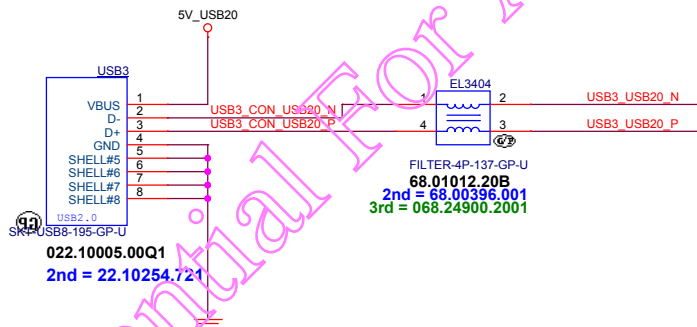 5V_USB20
USB3
VBUS 1
D- 2
D+ 3
GND 4
SHELL#5 5
SHELL#6 6
SHELL#7 7
SHELL#8 8
USB2.0
SKT-USB8-195-GP-U
022.10005.00Q1
2nd = 22.10254.721
USB3_CON_USB20_N
USB3_CON_USB20_P
EL3404
1 2
4 3
USB3_USB20_N
USB3_USB20_P
FILTER-4P-137-GP-U
68.01012.20B
2nd = 68.00396.001
3rd = 068.24900.2001
ntial For